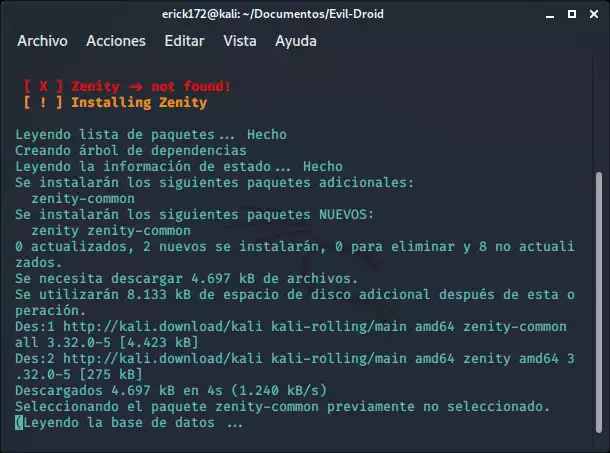 erick172@kali: ~/Documentos/Evil-Droid
Archivo Acciones Editar Vista Ayuda
[ X ] Zenity → not found!
[ ! ] Installing Zenity
Leyendo lista de paquetes... Hecho
Creando árbol de dependencias
Leyendo la información de estado... Hecho
Se instalarán los siguientes paquetes adicionales:
zenity-common
Se instalarán los siguientes paquetes NUEVOS:
zenity zenity-common
0 actualizados, 2 nuevos se instalarán, 0 para eliminar y 8 no actuali
zados.
Se necesita descargar 4.697 kB de archivos.
Se utilizarán 8.133 kB de espacio de disco adicional después de esta o
peración.
Des:1 http://kali.download/kali kali-rolling/main amd64 zenity-common
all 3.32.0-5 [4.423 kB]
Des:2 http://kali.download/kali kali-rolling/main amd64 zenity amd64 3
.32.0-5 [275 kB]
Descargados 4.697 kB en 4s (1.240 kB/s)
Seleccionando el paquete zenity-common previamente no seleccionado.
(Leyendo la base de datos ...